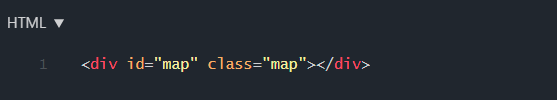 HTML ▼
1 <div id="map" class="map"></div>